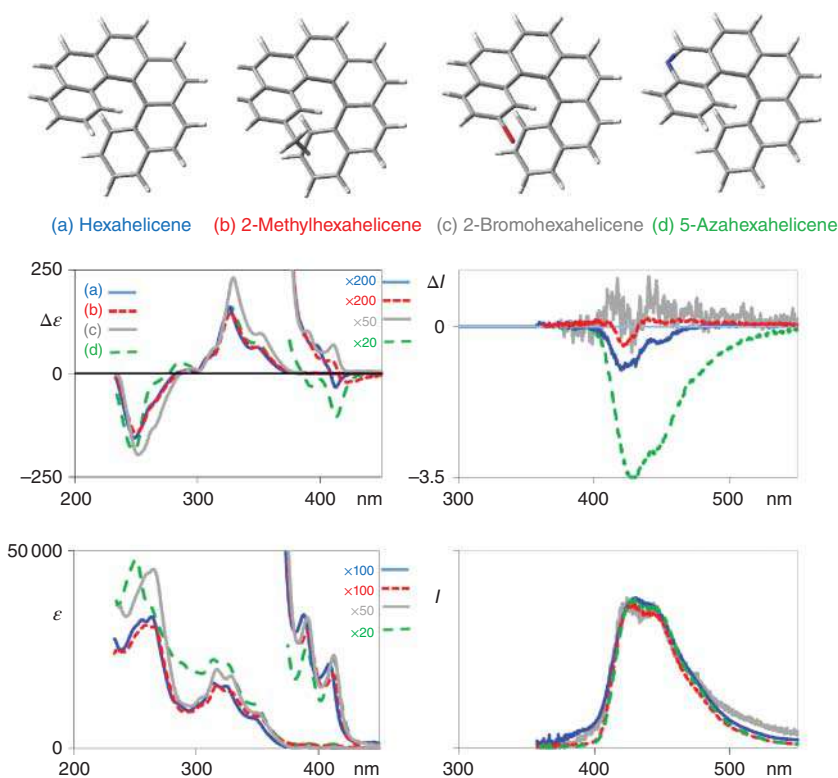 (a) Hexahelicene (b) 2-Methylhexahelicene (c) 2-Bromohexahelicene (d) 5-Azahexahelicene
250
Δε
0
−250
200 300 400 nm
(a)
(b)
(c)
(d)
×200
×200
×50
×20
ΔI
0
−3.5
300 400 500 nm
50 000
ε
0
200 300 400 nm
×100
×100
×50
×20
I
300 400 500 nm